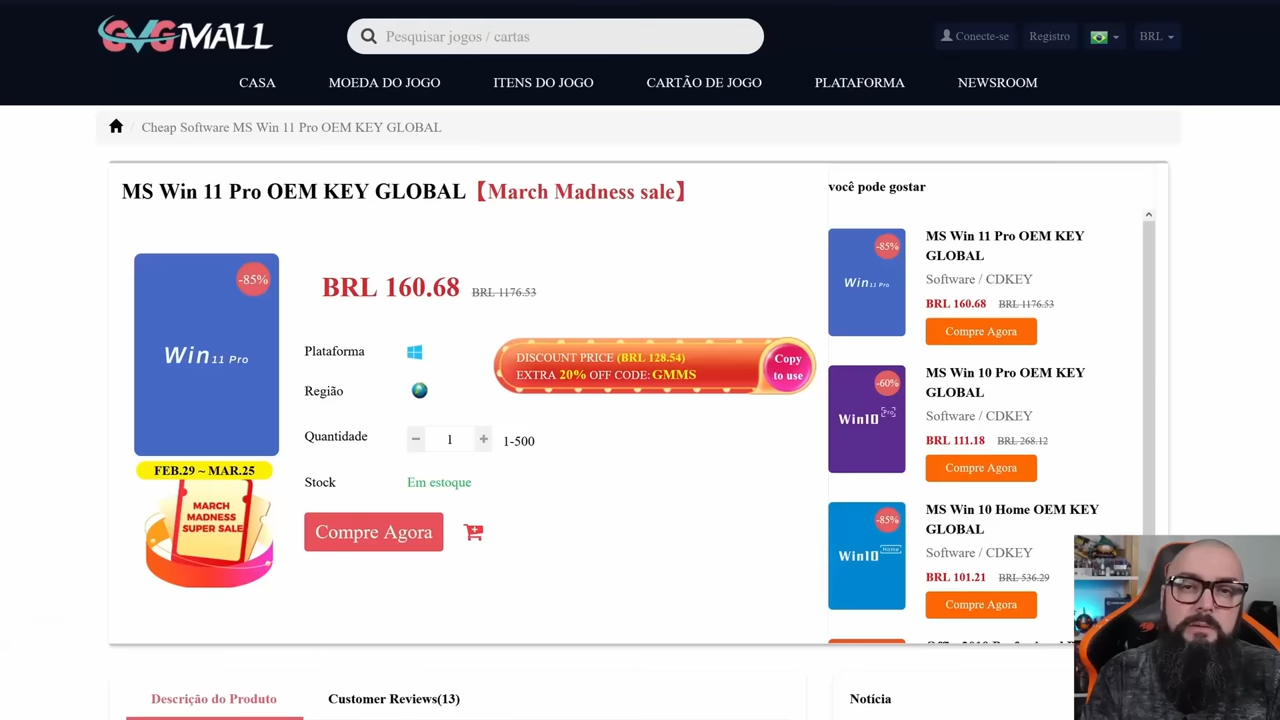 GVGMALL
Pesquisar jogos / cartas
Conecte-se
Registro
BRL
CASA
MOEDA DO JOGO
ITENS DO JOGO
CARTÃO DE JOGO
PLATAFORMA
NEWSROOM
Cheap Software MS Win 11 Pro OEM KEY GLOBAL
MS Win 11 Pro OEM KEY GLOBAL【March Madness sale】
-85%
Win 11 Pro
FEB.29 ~ MAR.25
MARCH
MADNESS
SUPER SALE
BRL 160.68 BRL 1176.53
Plataforma
Região
Quantidade
1
1-500
Stock
Em estoque
DISCOUNT PRICE (BRL 128.54)
EXTRA 20% OFF CODE: GMMS
Copy
to use
Compre Agora
você pode gostar
-85%
Win 11 Pro
MS Win 11 Pro OEM KEY
GLOBAL
Software / CDKEY
BRL 160.68 BRL 1176.53
Compre Agora
-60%
Win10 Pro
MS Win 10 Pro OEM KEY
GLOBAL
Software / CDKEY
BRL 111.18 BRL 268.12
Compre Agora
-85%
Win10 Home
MS Win 10 Home OEM KEY
GLOBAL
Software / CDKEY
BRL 101.21 BRL 536.29
Compre Agora
Descrição do Produto
Customer Reviews(13)
Notícia